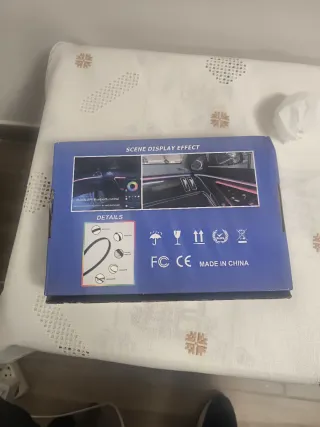 SCENE DISPLAY EFFECT
DETAILS
FC CE MADE IN CHINA